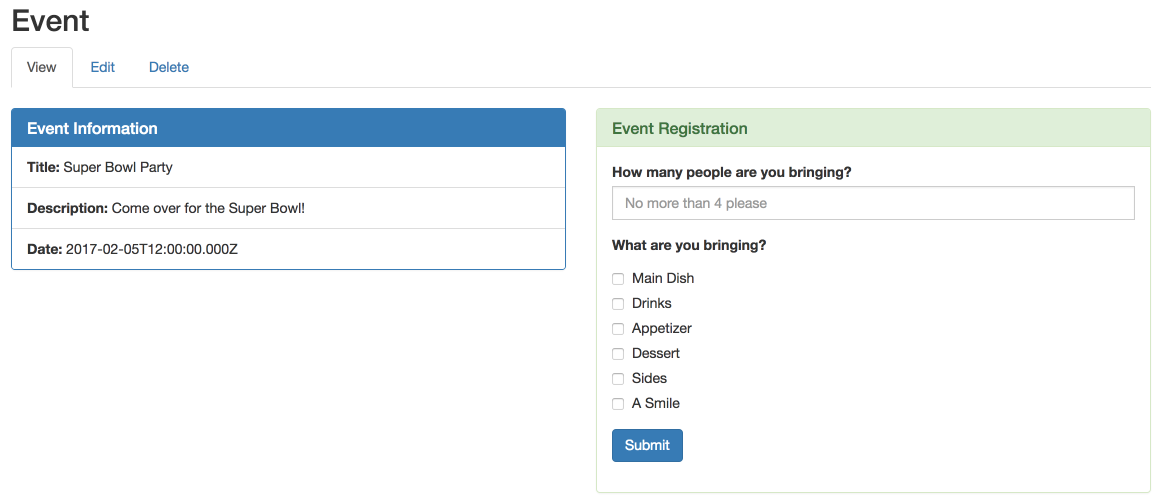 Event
View
Edit
Delete
Event Information
Title: Super Bowl Party
Description: Come over for the Super Bowl!
Date: 2017-02-05T12:00:00.000Z
Event Registration
How many people are you bringing?
No more than 4 please
What are you bringing?
Main Dish
Drinks
Appetizer
Dessert
Sides
A Smile
Submit